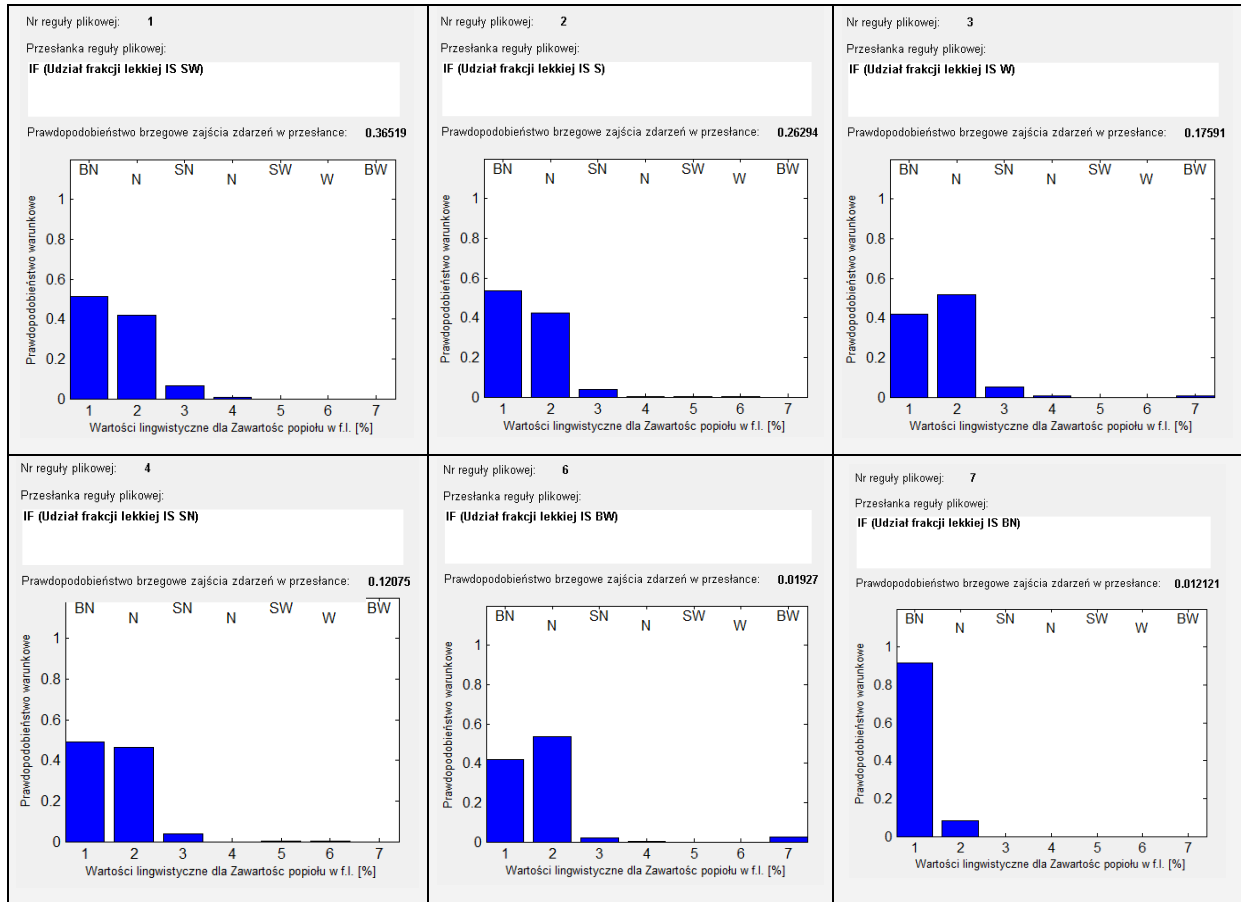 Nr reguły plikowej: 1
Przesłanka reguły plikowej:
IF (Udział frakcji lekkiej IS SW)
Prawdopodobieństwo brzegowe zajścia zdarzeń w przesłance: 0.36519
BN N SN N SW W BW
Prawdopodobieństwo warunkowe
1
0.8
0.6
0.4
0.2
0
1 2 3 4 5 6 7
Wartości lingwistyczne dla Zawartośc popiołu w f.l. [%]
Nr reguły plikowej: 2
Przesłanka reguły plikowej:
IF (Udział frakcji lekkiej IS S)
Prawdopodobieństwo brzegowe zajścia zdarzeń w przesłance: 0.26294
BN N SN N SW W BW
Prawdopodobieństwo warunkowe
1
0.8
0.6
0.4
0.2
0
1 2 3 4 5 6 7
Wartości lingwistyczne dla Zawartośc popiołu w f.l. [%]
Nr reguły plikowej: 3
Przesłanka reguły plikowej:
IF (Udział frakcji lekkiej IS W)
Prawdopodobieństwo brzegowe zajścia zdarzeń w przesłance: 0.17591
BN N SN N SW W BW
Prawdopodobieństwo warunkowe
1
0.8
0.6
0.4
0.2
0
1 2 3 4 5 6 7
Wartości lingwistyczne dla Zawartośc popiołu w f.l. [%]
Nr reguły plikowej: 4
Przesłanka reguły plikowej:
IF (Udział frakcji lekkiej IS SN)
Prawdopodobieństwo brzegowe zajścia zdarzeń w przesłance: 0.12075
BN N SN N SW W BW
Prawdopodobieństwo warunkowe
1
0.8
0.6
0.4
0.2
0
1 2 3 4 5 6 7
Wartości lingwistyczne dla Zawartośc popiołu w f.l. [%]
Nr reguły plikowej: 6
Przesłanka reguły plikowej:
IF (Udział frakcji lekkiej IS BW)
Prawdopodobieństwo brzegowe zajścia zdarzeń w przesłance: 0.01927
BN N SN N SW W BW
Prawdopodobieństwo warunkowe
1
0.8
0.6
0.4
0.2
0
1 2 3 4 5 6 7
Wartości lingwistyczne dla Zawartośc popiołu w f.l. [%]
Nr reguły plikowej: 7
Przesłanka reguły plikowej:
IF (Udział frakcji lekkiej IS BN)
Prawdopodobieństwo brzegowe zajścia zdarzeń w przesłance: 0.012121
BN N SN N SW W BW
Prawdopodobieństwo warunkowe
1
0.8
0.6
0.4
0.2
0
1 2 3 4 5 6 7
Wartości lingwistyczne dla Zawartośc popiołu w f.l. [%]